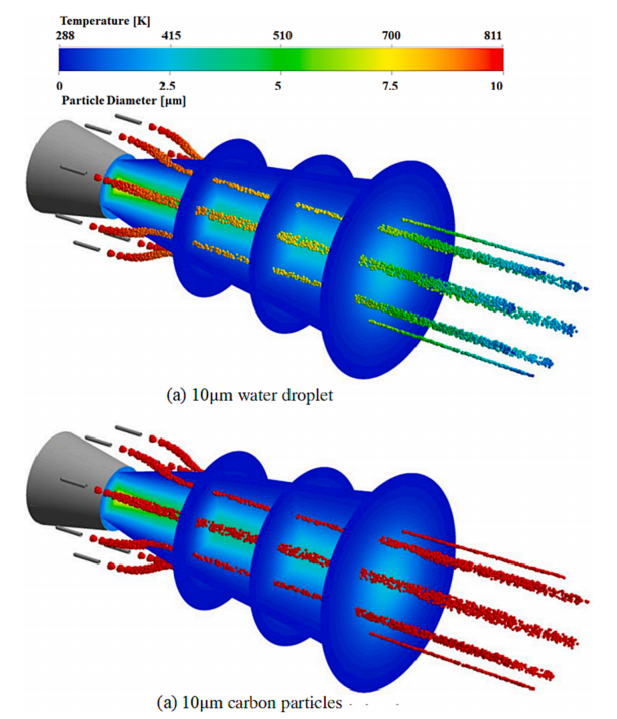 Temperature [K]
288 415 510 700 811
0 2.5 5 7.5 10
Particle Diameter [μm]
(a) 10μm water droplet
(a) 10μm carbon particles